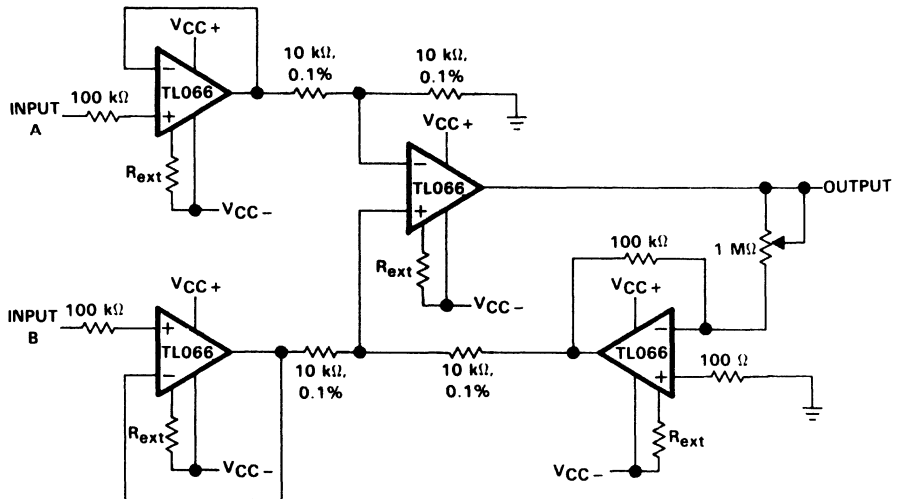 VCC+
10 kΩ,
0.1%
10 kΩ,
0.1%
−
TL066
+
100 kΩ
INPUT
A
Rext
VCC−
VCC+
−
TL066
+
Rext
VCC−
OUTPUT
100 kΩ
1 MΩ
VCC+
INPUT
B
100 kΩ
+
TL066
−
10 kΩ,
0.1%
10 kΩ,
0.1%
VCC+
−
TL066
+
100 Ω
Rext
VCC−
Rext
VCC−